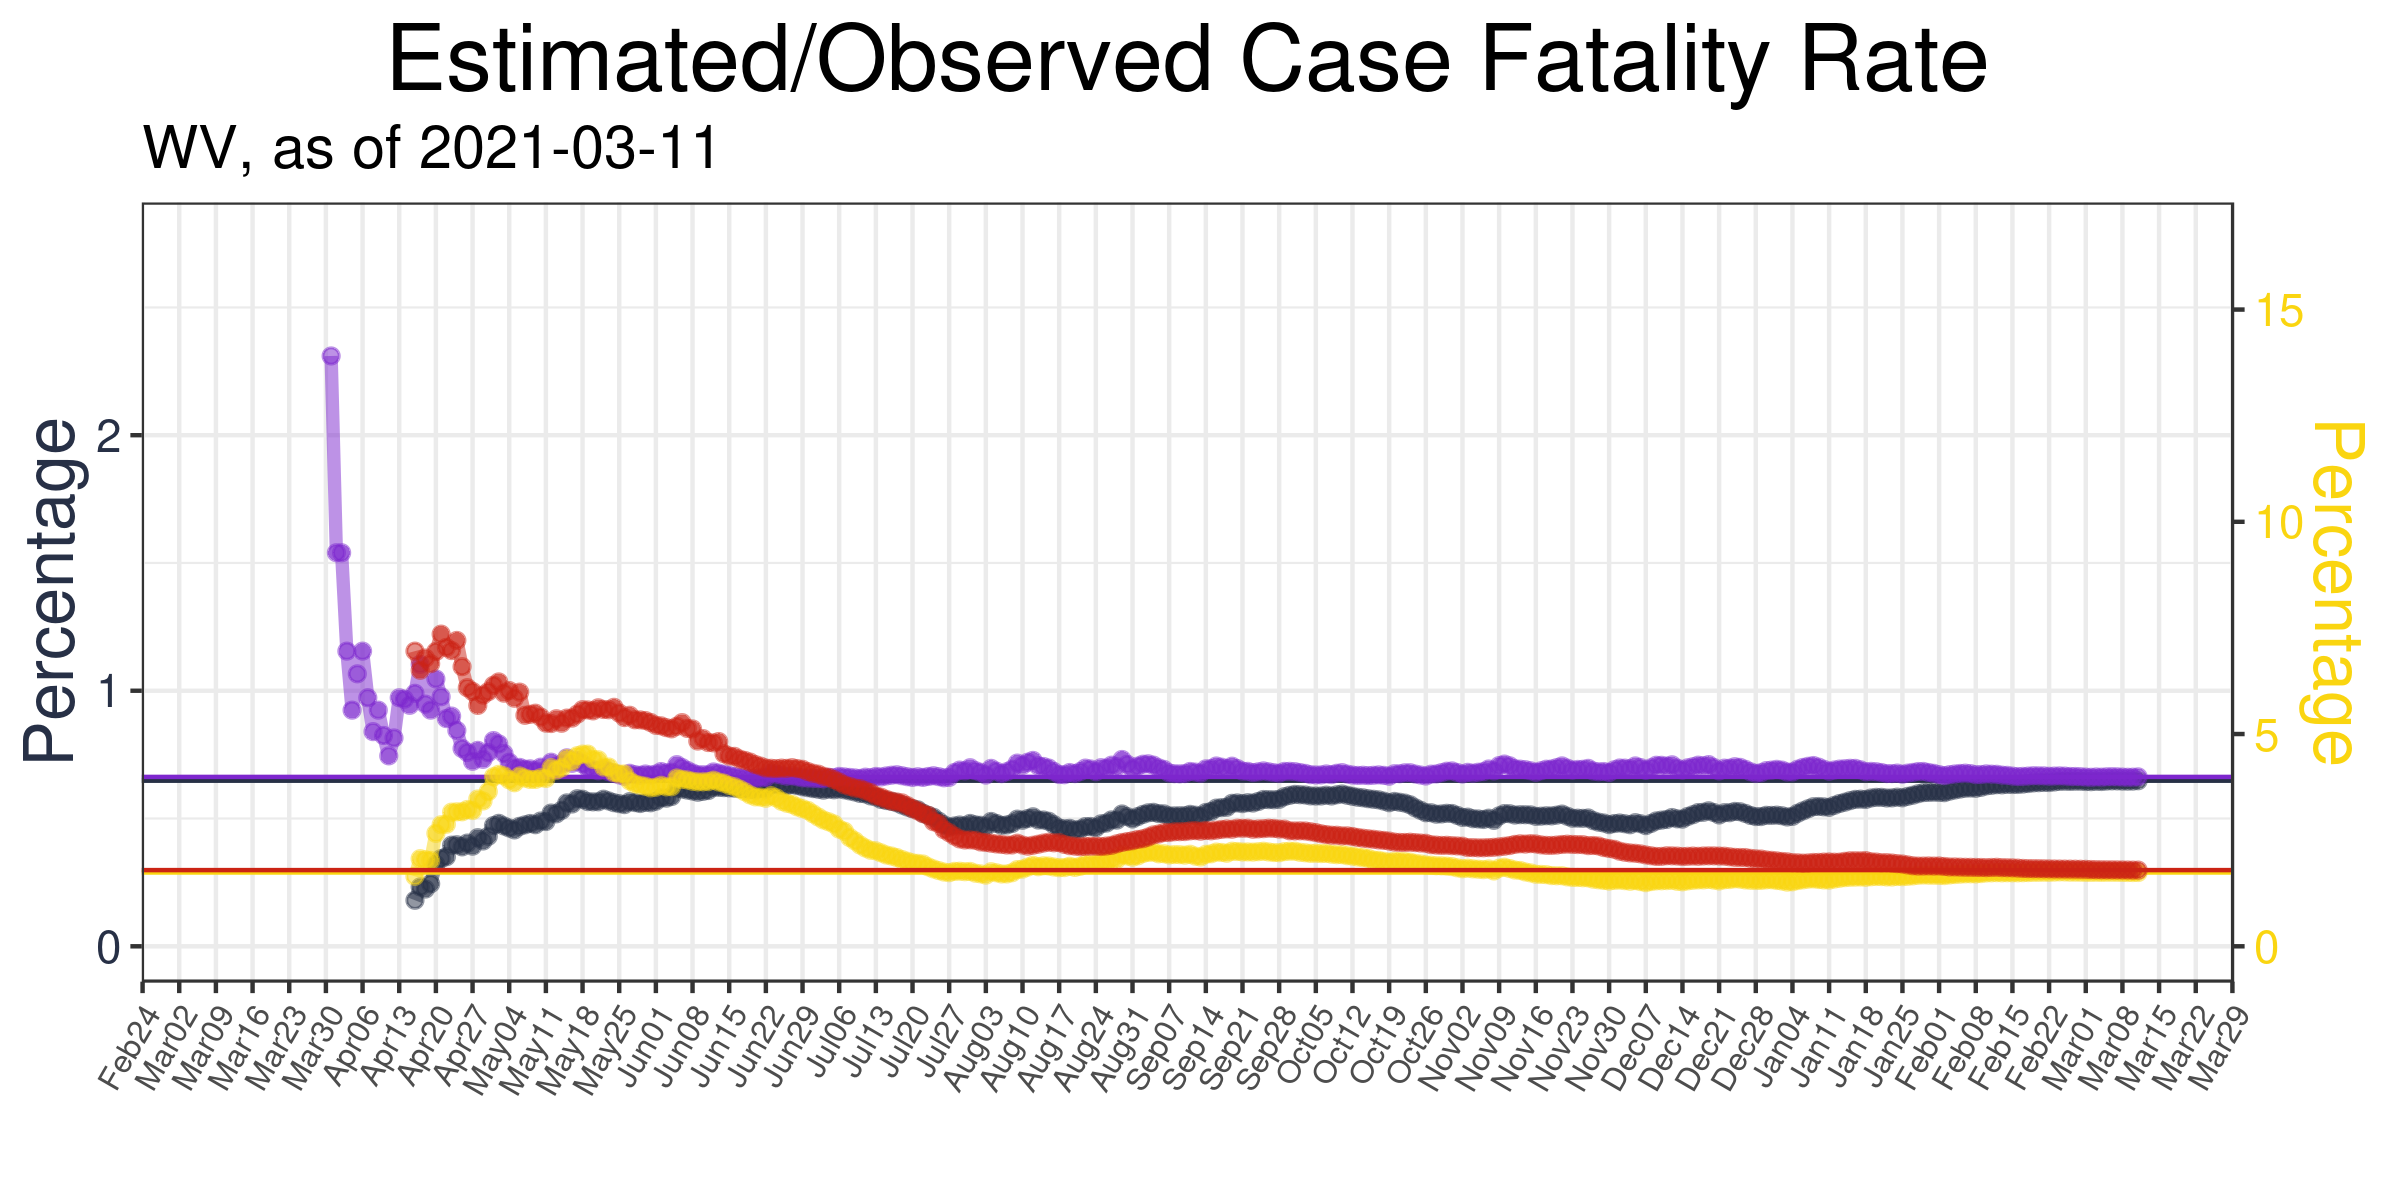 Estimated/Observed Case Fatality Rate
WV, as of 2021-03-11
Percentage
2
1
0
15
10
5
0
Percentage
Feb24
Mar02
Mar09
Mar16
Mar23
Mar30
Apr06
Apr13
Apr20
Apr27
May04
May11
May18
May25
Jun01
Jun08
Jun15
Jun22
Jun29
Jul06
Jul13
Jul20
Jul27
Aug03
Aug10
Aug17
Aug24
Aug31
Sep07
Sep14
Sep21
Sep28
Oct05
Oct12
Oct19
Oct26
Nov02
Nov09
Nov16
Nov23
Nov30
Dec07
Dec14
Dec21
Dec28
Jan04
Jan11
Jan18
Jan25
Feb01
Feb08
Feb15
Feb22
Mar01
Mar08
Mar15
Mar22
Mar29